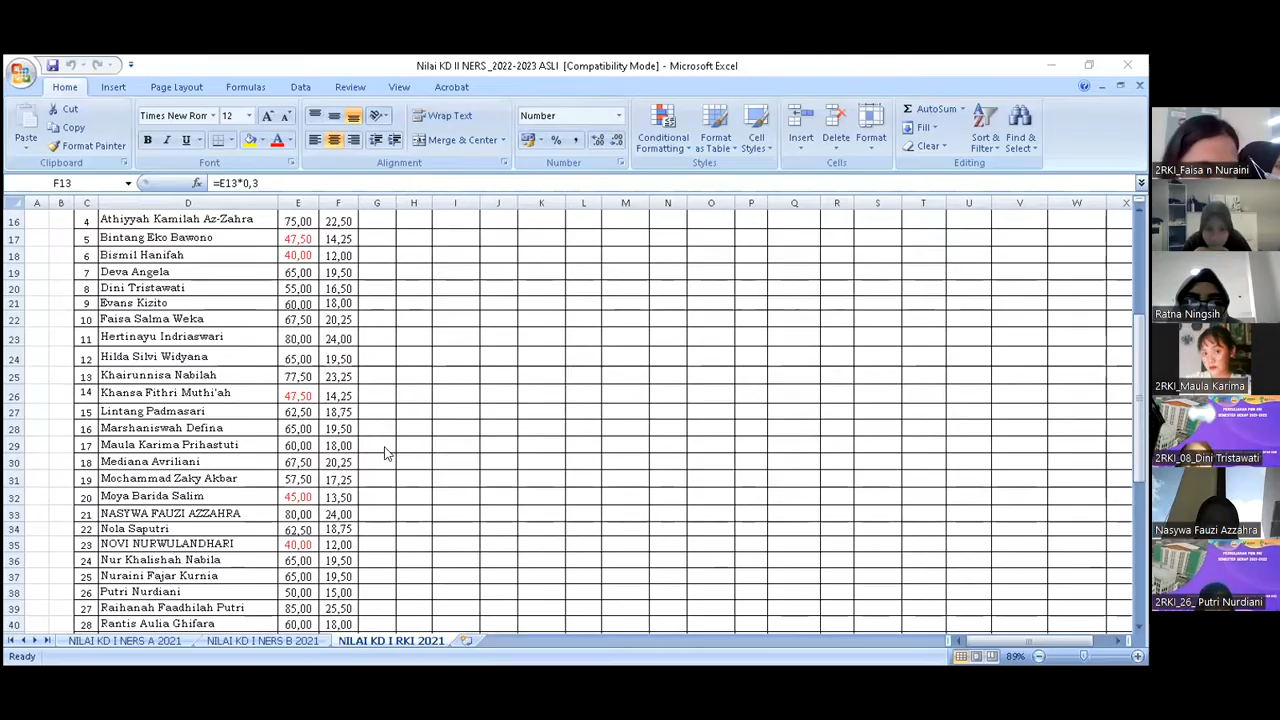 Nilai KD II NERS _2022-2023 ASLI [Compatibility Mode] - Microsoft Excel
Home Insert Page Layout Formulas Data Review View Acrobat
Paste Cut Copy Format Painter Clipboard
Times New Rom 12 B I U A A A Font
Wrap Text Merge & Center Alignment
Number % , Number
Conditional Formatting Format as Table Cell Styles Styles
Insert Delete Format Cells
Σ AutoSum Fill Clear Sort & Filter Find & Select Editing
F13 fx =E13*0,3
A B C D E F G H I J K L M N O P Q R S T U V W X
16 4 Athiyyah Kamilah Az-Zahra 75,00 22,50
17 5 Bintang Eko Bawono 47,50 14,25
18 6 Bismil Hanifah 40,00 12,00
19 7 Deva Angela 65,00 19,50
20 8 Dini Tristawati 55,00 16,50
21 9 Evans Kizito 60,00 18,00
22 10 Faisa Salma Weka 67,50 20,25
23 11 Hertinayu Indriaswari 80,00 24,00
24 12 Hilda Silvi Widyana 65,00 19,50
25 13 Khairunnisa Nabilah 77,50 23,25
26 14 Khansa Fithri Muthi'ah 47,50 14,25
27 15 Lintang Padmasari 62,50 18,75
28 16 Marshaniswah Defina 65,00 19,50
29 17 Maula Karima Prihastuti 60,00 18,00
30 18 Mediana Avriliani 67,50 20,25
31 19 Mochammad Zaky Akbar 57,50 17,25
32 20 Moya Barida Salim 45,00 13,50
33 21 NASYWA FAUZI AZZAHRA 80,00 24,00
34 22 Nola Saputri 62,50 18,75
35 23 NOVI NURWULANDHARI 40,00 12,00
36 24 Nur Khalishah Nabila 65,00 19,50
37 25 Nuraini Fajar Kurnia 65,00 19,50
38 26 Putri Nurdiani 50,00 15,00
39 27 Raihanah Faadhilah Putri 85,00 25,50
40 28 Rantis Aulia Ghifara 60,00 18,00
NILAI KD I NERS A 2021 NILAI KD I NERS B 2021 NILAI KD I RKI 2021
Ready 89%
2RKI_Faisa n Nuraini
Ratna Ningsih
2RKI_Maula Karima
2RKI_08_Dini Tristawati
Nasywa Fauzi Azzahra
2RKI_26_ Putri Nurdiani